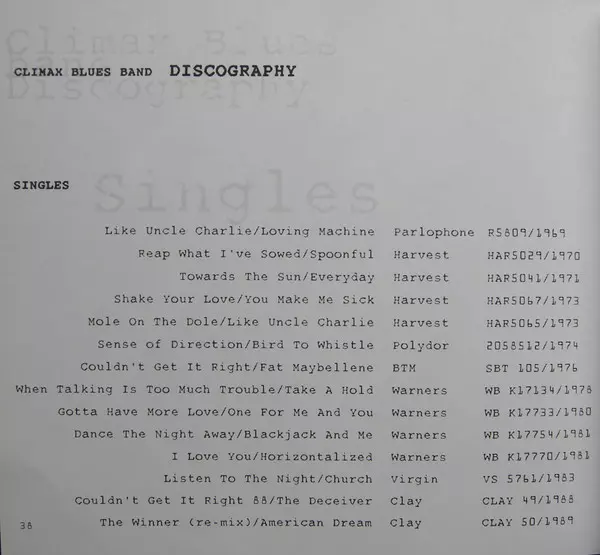 Climax Blues
Band
Discography
CLIMAX BLUES BAND DISCOGRAPHY
Singles
SINGLES
Like Uncle Charlie/Loving Machine Parlophone R5809/1969
Reap What I've Sowed/Spoonful Harvest HAR5029/1970
Towards The Sun/Everyday Harvest HAR5041/1971
Shake Your Love/You Make Me Sick Harvest HAR5067/1973
Mole On The Dole/Like Uncle Charlie Harvest HAR5065/1973
Sense of Direction/Bird To Whistle Polydor 2058512/1974
Couldn't Get It Right/Fat Maybellene BTM SBT 105/1976
When Talking Is Too Much Trouble/Take A Hold Warners WB K17134/1978
Gotta Have More Love/One For Me And You Warners WB K17733/1980
Dance The Night Away/Blackjack And Me Warners WB K17754/1981
I Love You/Horizontalized Warners WB K17770/1981
Listen To The Night/Church Virgin VS 5761/1983
Couldn't Get It Right 88/The Deceiver Clay CLAY 49/1988
The Winner (re-mix)/American Dream Clay CLAY 50/1989
38